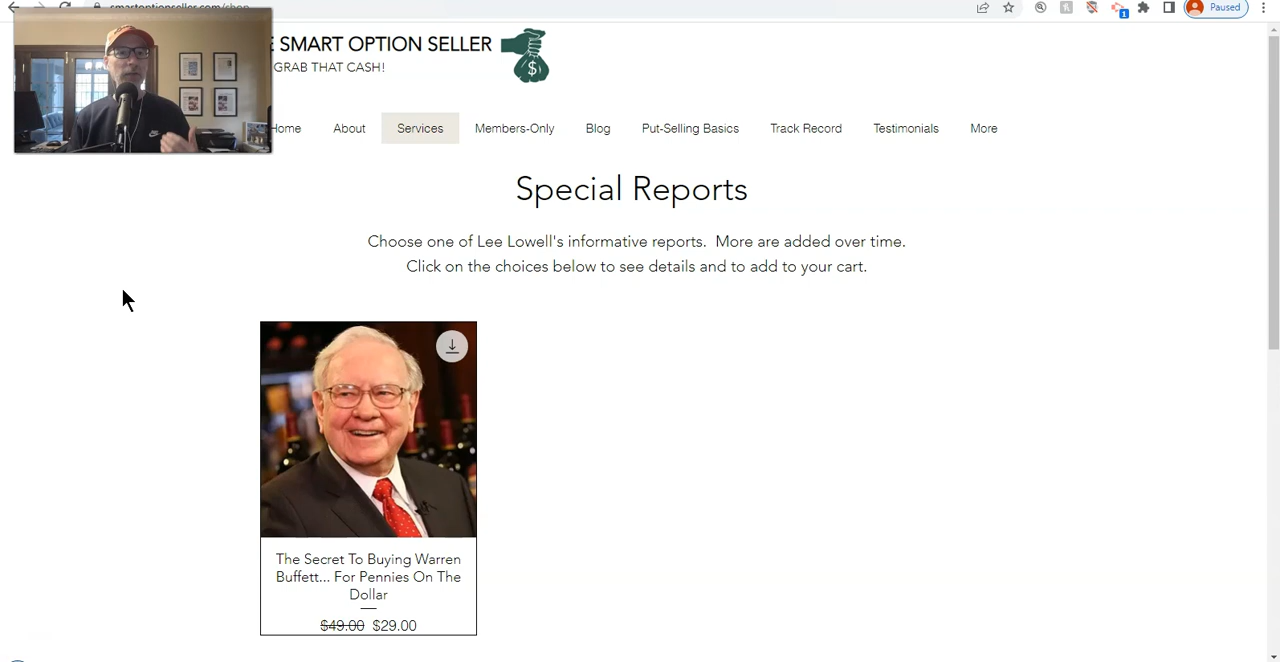 smartoptionseller.com/shop
1
Paused
E SMART OPTION SELLER
$
GRAB THAT CASH!
Home
About
Services
Members-Only
Blog
Put-Selling Basics
Track Record
Testimonials
More
Special Reports
Choose one of Lee Lowell's informative reports. More are added over time.
Click on the choices below to see details and to add to your cart.
The Secret To Buying Warren
Buffett... For Pennies On The
Dollar
$49.00 $29.00